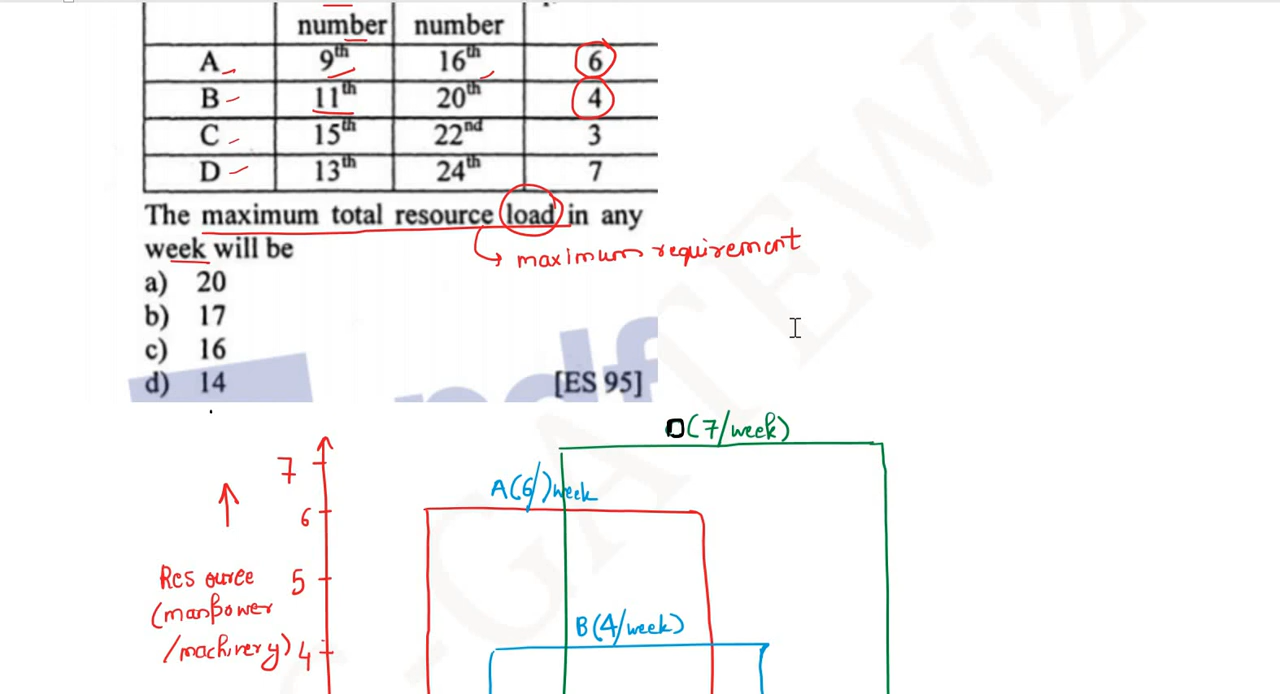 number number
A 9th 16th 6
B 11th 20th 4
C 15th 22nd 3
D 13th 24th 7
The maximum total resource load in any
week will be
maximum requirement
a) 20
b) 17
c) 16
d) 14 [ES 95]
pdf
D(7/week)
7
A(6/)week
6
Resource 5
(manpower
/machinery) 4
B(4/week)
GATEWiz